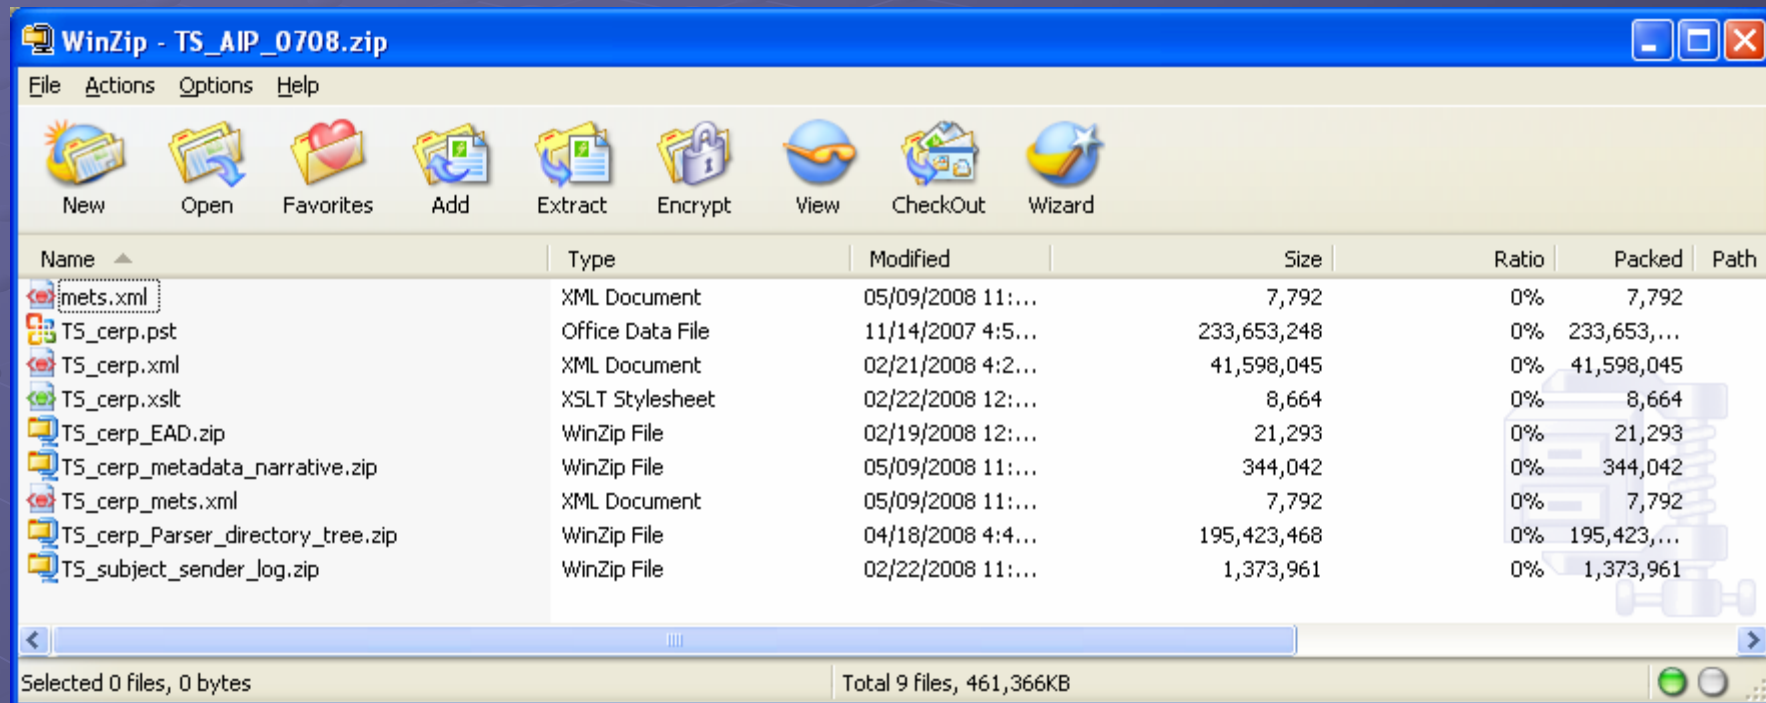 WinZip - TS_AIP_0708.zip
File Actions Options Help
New Open Favorites Add Extract Encrypt View CheckOut Wizard
Name Type Modified Size Ratio Packed Path
mets.xml XML Document 05/09/2008 11:... 7,792 0% 7,792
TS_cerp.pst Office Data File 11/14/2007 4:5... 233,653,248 0% 233,653,...
TS_cerp.xml XML Document 02/21/2008 4:2... 41,598,045 0% 41,598,045
TS_cerp.xslt XSLT Stylesheet 02/22/2008 12:... 8,664 0% 8,664
TS_cerp_EAD.zip WinZip File 02/19/2008 12:... 21,293 0% 21,293
TS_cerp_metadata_narrative.zip WinZip File 05/09/2008 11:... 344,042 0% 344,042
TS_cerp_mets.xml XML Document 05/09/2008 11:... 7,792 0% 7,792
TS_cerp_Parser_directory_tree.zip WinZip File 04/18/2008 4:4... 195,423,468 0% 195,423,...
TS_subject_sender_log.zip WinZip File 02/22/2008 11:... 1,373,961 0% 1,373,961
Selected 0 files, 0 bytes Total 9 files, 461,366KB